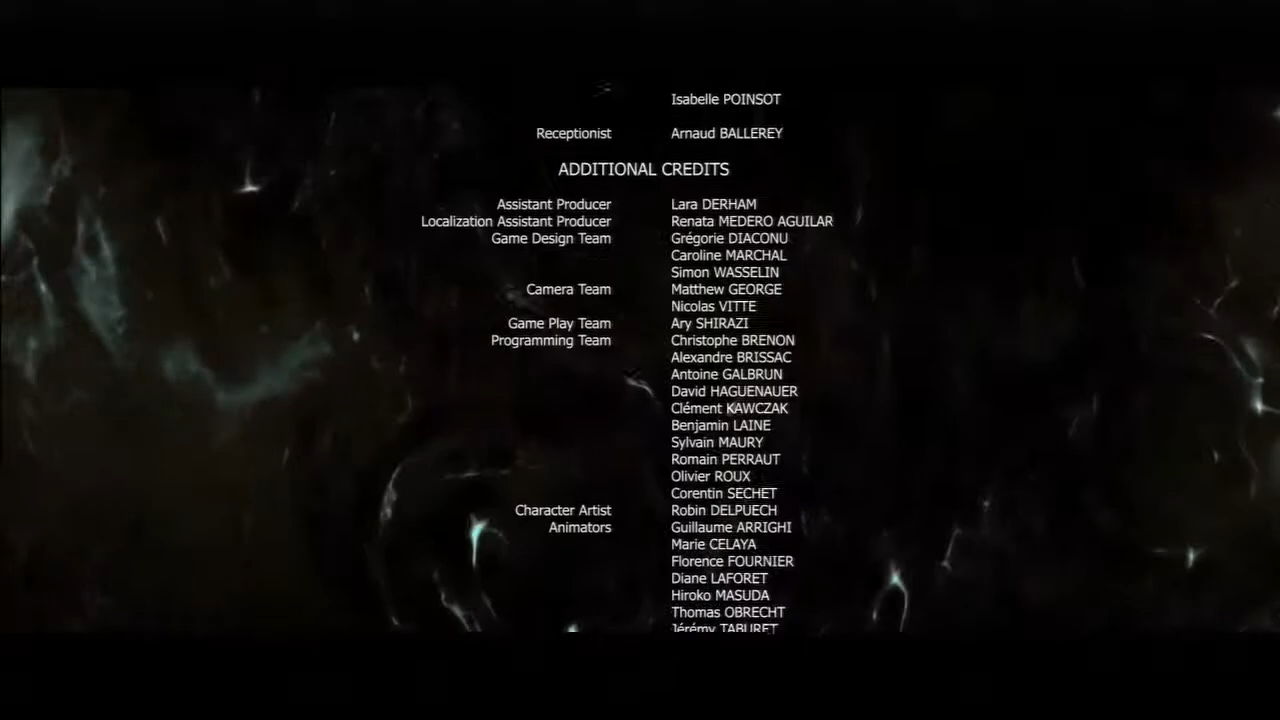 Isabelle POINSOT
Receptionist Arnaud BALLEREY
ADDITIONAL CREDITS
Assistant Producer Lara DERHAM
Localization Assistant Producer Renata MEDERO AGUILAR
Game Design Team Grégorie DIACONU
Caroline MARCHAL
Simon WASSELIN
Camera Team Matthew GEORGE
Nicolas VITTE
Game Play Team Ary SHIRAZI
Programming Team Christophe BRENON
Alexandre BRISSAC
Antoine GALBRUN
David HAGUENAUER
Clément KAWCZAK
Benjamin LAINE
Sylvain MAURY
Romain PERRAUT
Olivier ROUX
Corentin SECHET
Character Artist Robin DELPUECH
Animators Guillaume ARRIGHI
Marie CELAYA
Florence FOURNIER
Diane LAFORET
Hiroko MASUDA
Thomas OBRECHT
Jérémy TABURET